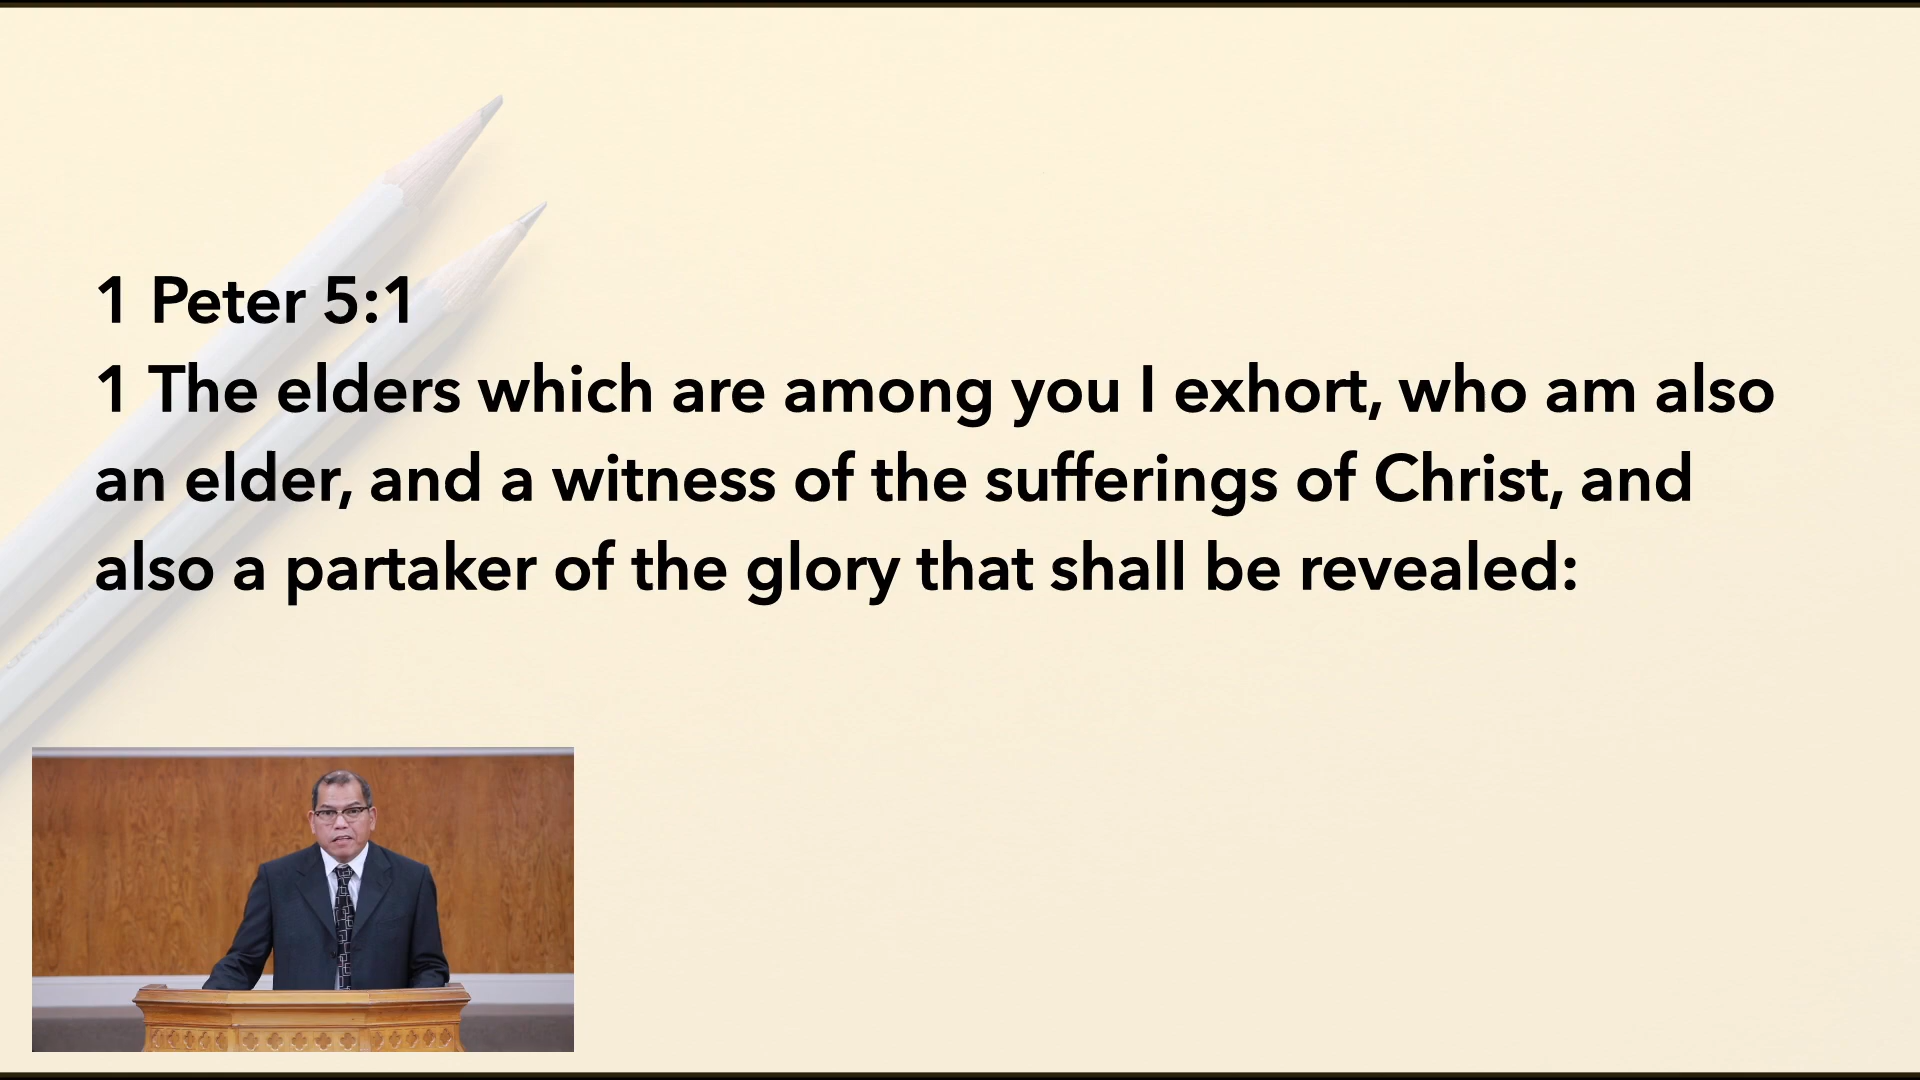 1 Peter 5:1
1 The elders which are among you I exhort, who am also
an elder, and a witness of the sufferings of Christ, and
also a partaker of the glory that shall be revealed: